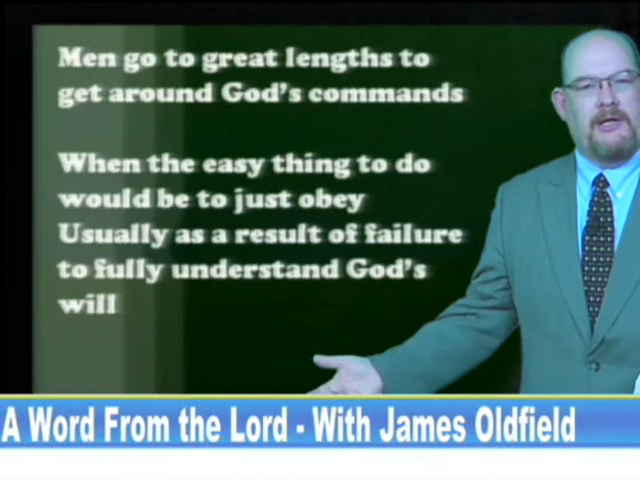 Men go to great lengths to
get around God's commands
When the easy thing to do
would be to just obey
Usually as a result of failure
to fully understand God's
will
A Word From the Lord - With James Oldfield